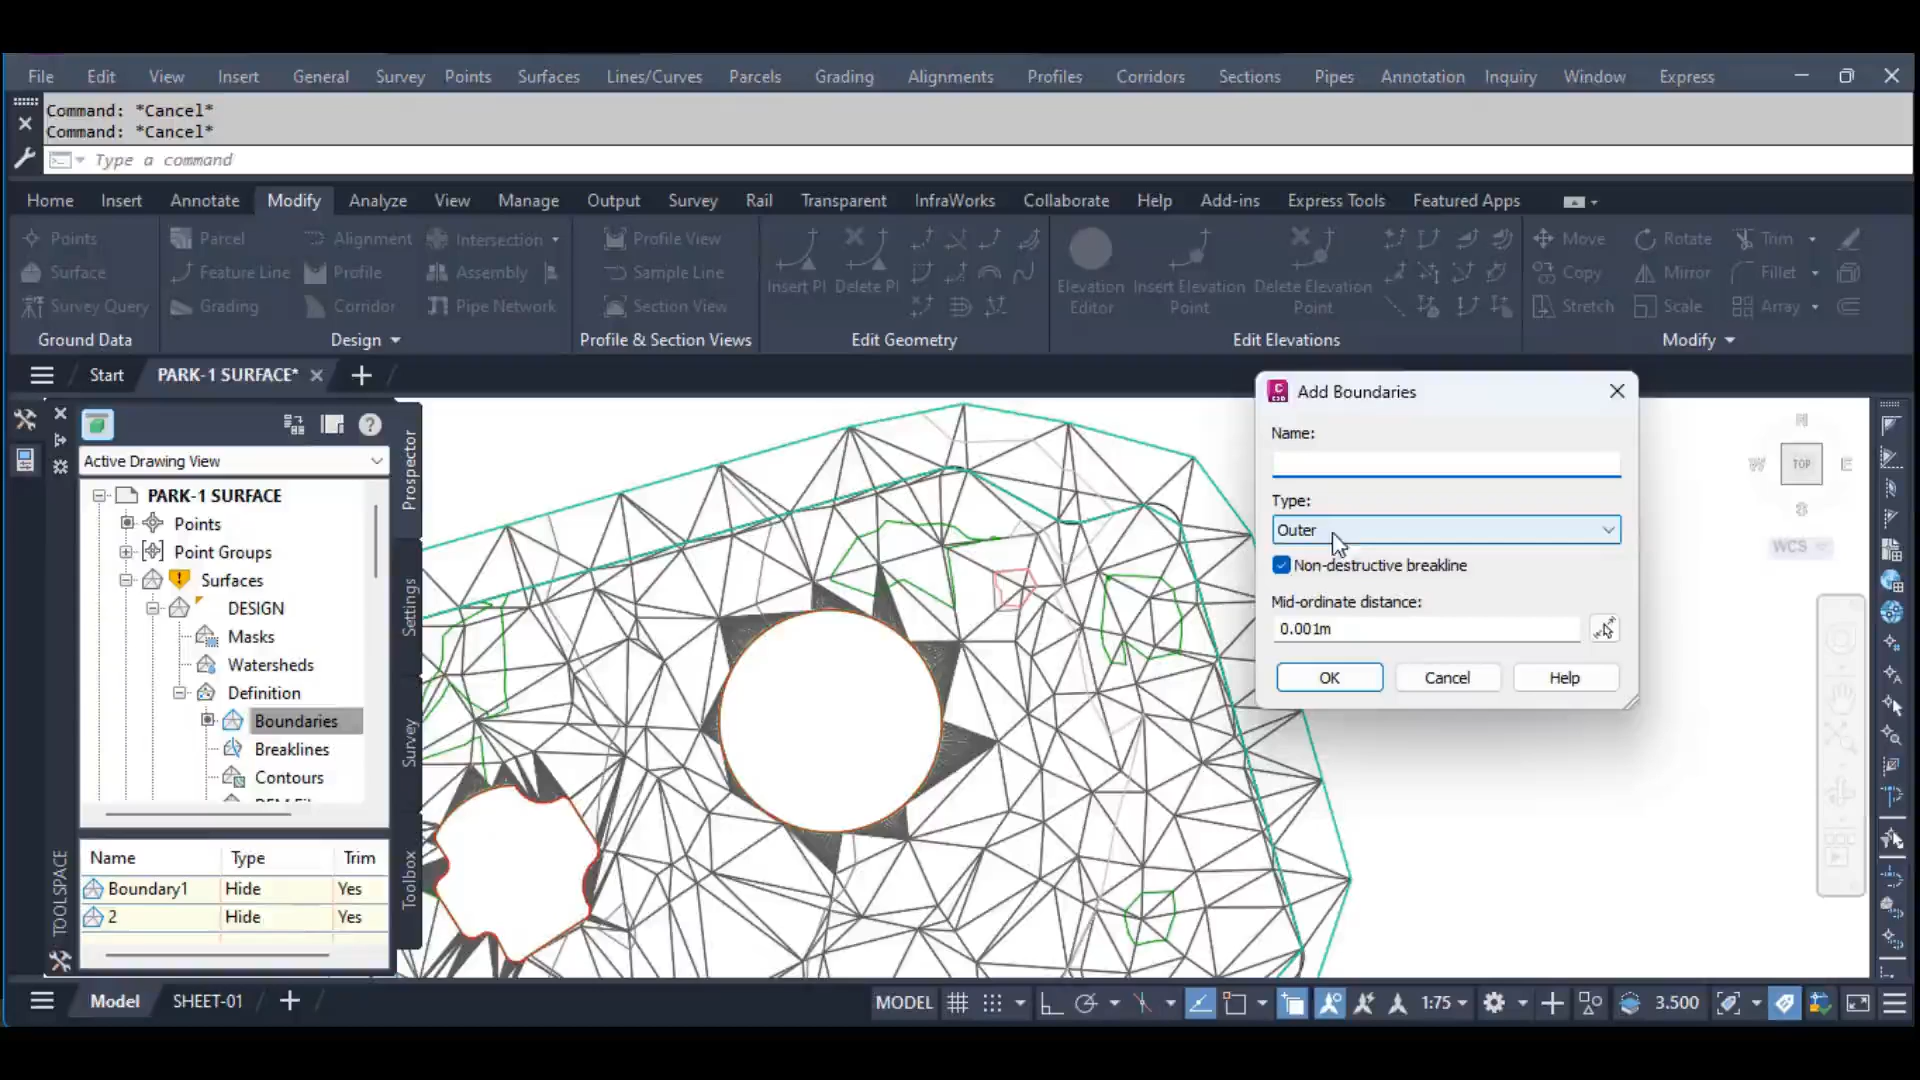 File Edit View Insert General Survey Points Surfaces Lines/Curves Parcels Grading Alignments Profiles Corridors Sections Pipes Annotation Inquiry Window Express
Command: *Cancel*
Command: *Cancel*
Type a command
Home Insert Annotate Modify Analyze View Manage Output Survey Rail Transparent InfraWorks Collaborate Help Add-ins Express Tools Featured Apps
Points Parcel Alignment Intersection Profile View Move Rotate Trim
Surface Feature Line Profile Assembly Sample Line Insert PI Delete PI Elevation Editor Insert Elevation Point Delete Elevation Point Copy Mirror Fillet
Survey Query Grading Corridor Pipe Network Section View Stretch Scale Array
Ground Data Design Profile & Section Views Edit Geometry Edit Elevations Modify
Start PARK-1 SURFACE*
Active Drawing View
PARK-1 SURFACE
Points
Point Groups
Surfaces
DESIGN
Masks
Watersheds
Definition
Boundaries
Breaklines
Contours
Name Type Trim
Boundary1 Hide Yes
2 Hide Yes
TOOLSPACE
Prospector
Settings
Survey
Toolbox
Add Boundaries
Name:
Type:
Outer
Non-destructive breakline
Mid-ordinate distance:
0.001m
OK Cancel Help
N
W TOP E
S
WCS
Model SHEET-01
MODEL 1:75 3.500